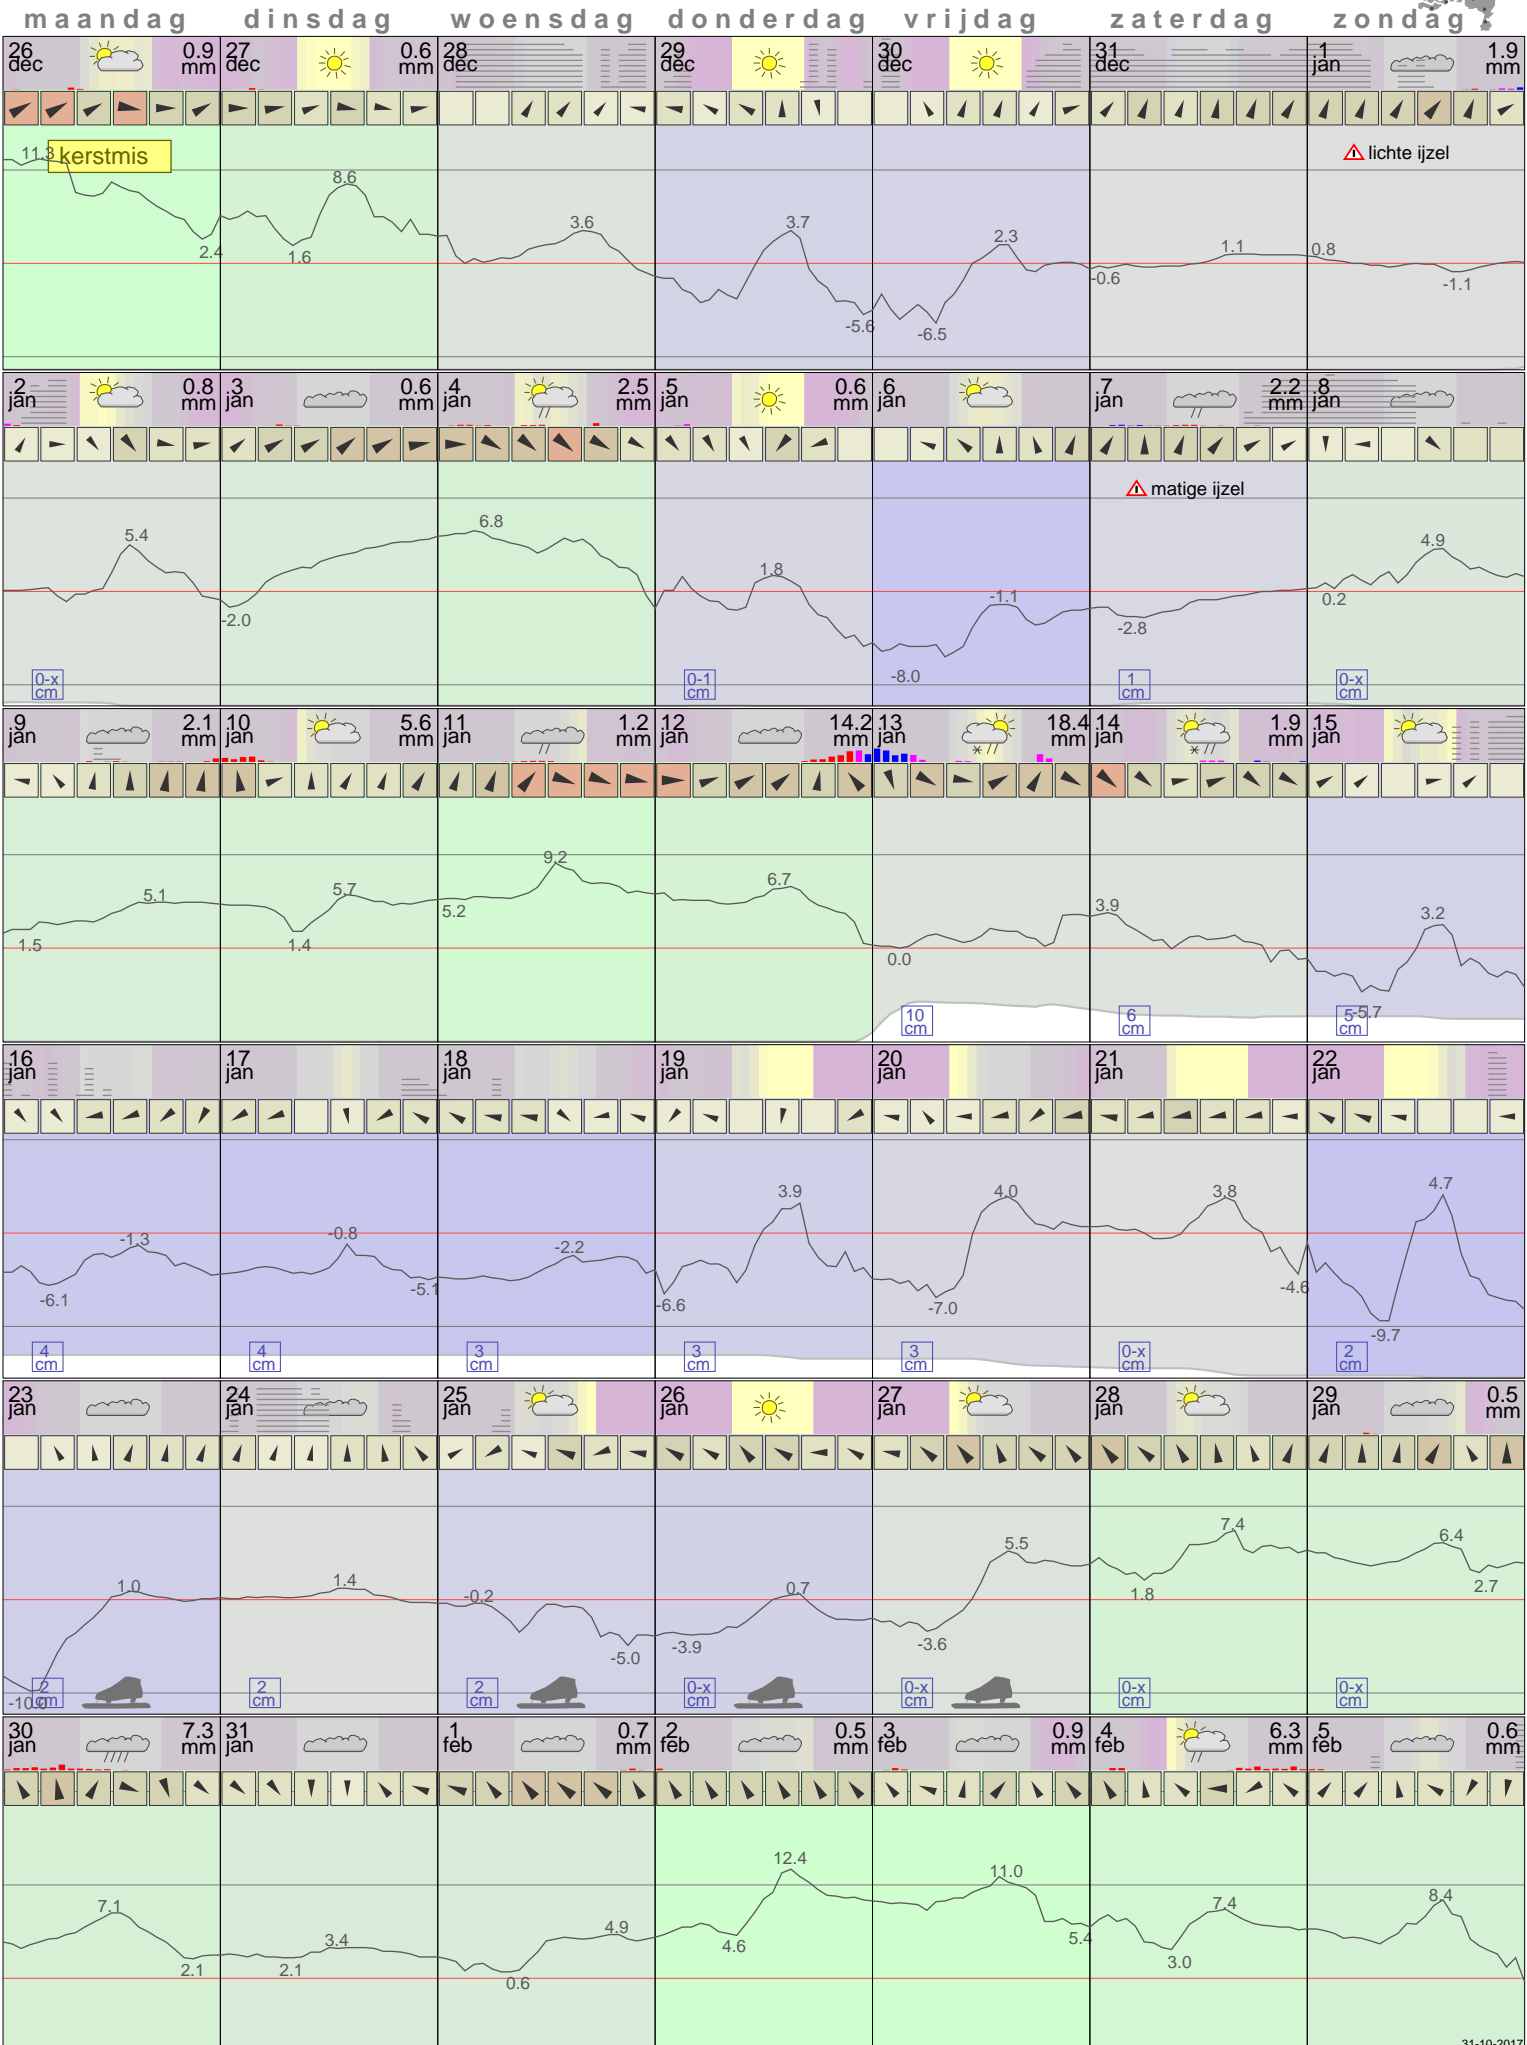 maandag dinsdag woensdag donderdag vrijdag zaterdag zondag
26 dec 0.9 mm 27 dec 0.6 mm 28 dec 29 dec 30 dec 31 dec 1 jan 1.9 mm
kerstmis
lichte ijzel
11.3 2.4 1.6 8.6 3.6 3.7 -5.6 -6.5 2.3 -0.6 1.1 0.8 -1.1
2 jan 0.8 mm 3 jan 0.6 mm 4 jan 2.5 mm 5 jan 0.6 mm 6 jan 7 jan 2.2 mm 8 jan
matige ijzel
5.4 -2.0 6.8 1.8 -8.0 -1.1 -2.8 0.2 4.9
0-x cm 0-1 cm 1 cm 0-x cm
9 jan 2.1 mm 10 jan 5.6 mm 11 jan 1.2 mm 12 jan 14.2 mm 13 jan 18.4 mm 14 jan 1.9 mm 15 jan
1.5 5.1 1.4 5.7 5.2 9.2 6.7 0.0 3.9 -5.7 3.2
10 cm 6 cm 5 cm
16 jan 17 jan 18 jan 19 jan 20 jan 21 jan 22 jan
-6.1 -1.3 -0.8 -5.1 -2.2 -6.6 3.9 -7.0 4.0 3.8 -4.6 -9.7 4.7
4 cm 4 cm 3 cm 3 cm 3 cm 0-x cm 2 cm
23 jan 24 jan 25 jan 26 jan 27 jan 28 jan 29 jan 0.5 mm
-10.0 1.0 1.4 -0.2 -5.0 -3.9 0.7 -3.6 5.5 1.8 7.4 6.4 2.7
2 cm 2 cm 2 cm 0-x cm 0-x cm 0-x cm 0-x cm
30 jan 7.3 mm 31 jan 1 feb 0.7 mm 2 feb 0.5 mm 3 feb 0.9 mm 4 feb 6.3 mm 5 feb 0.6 mm
7.1 2.1 2.1 3.4 0.6 4.9 4.6 12.4 11.0 5.4 3.0 7.4 8.4
31-10-2017